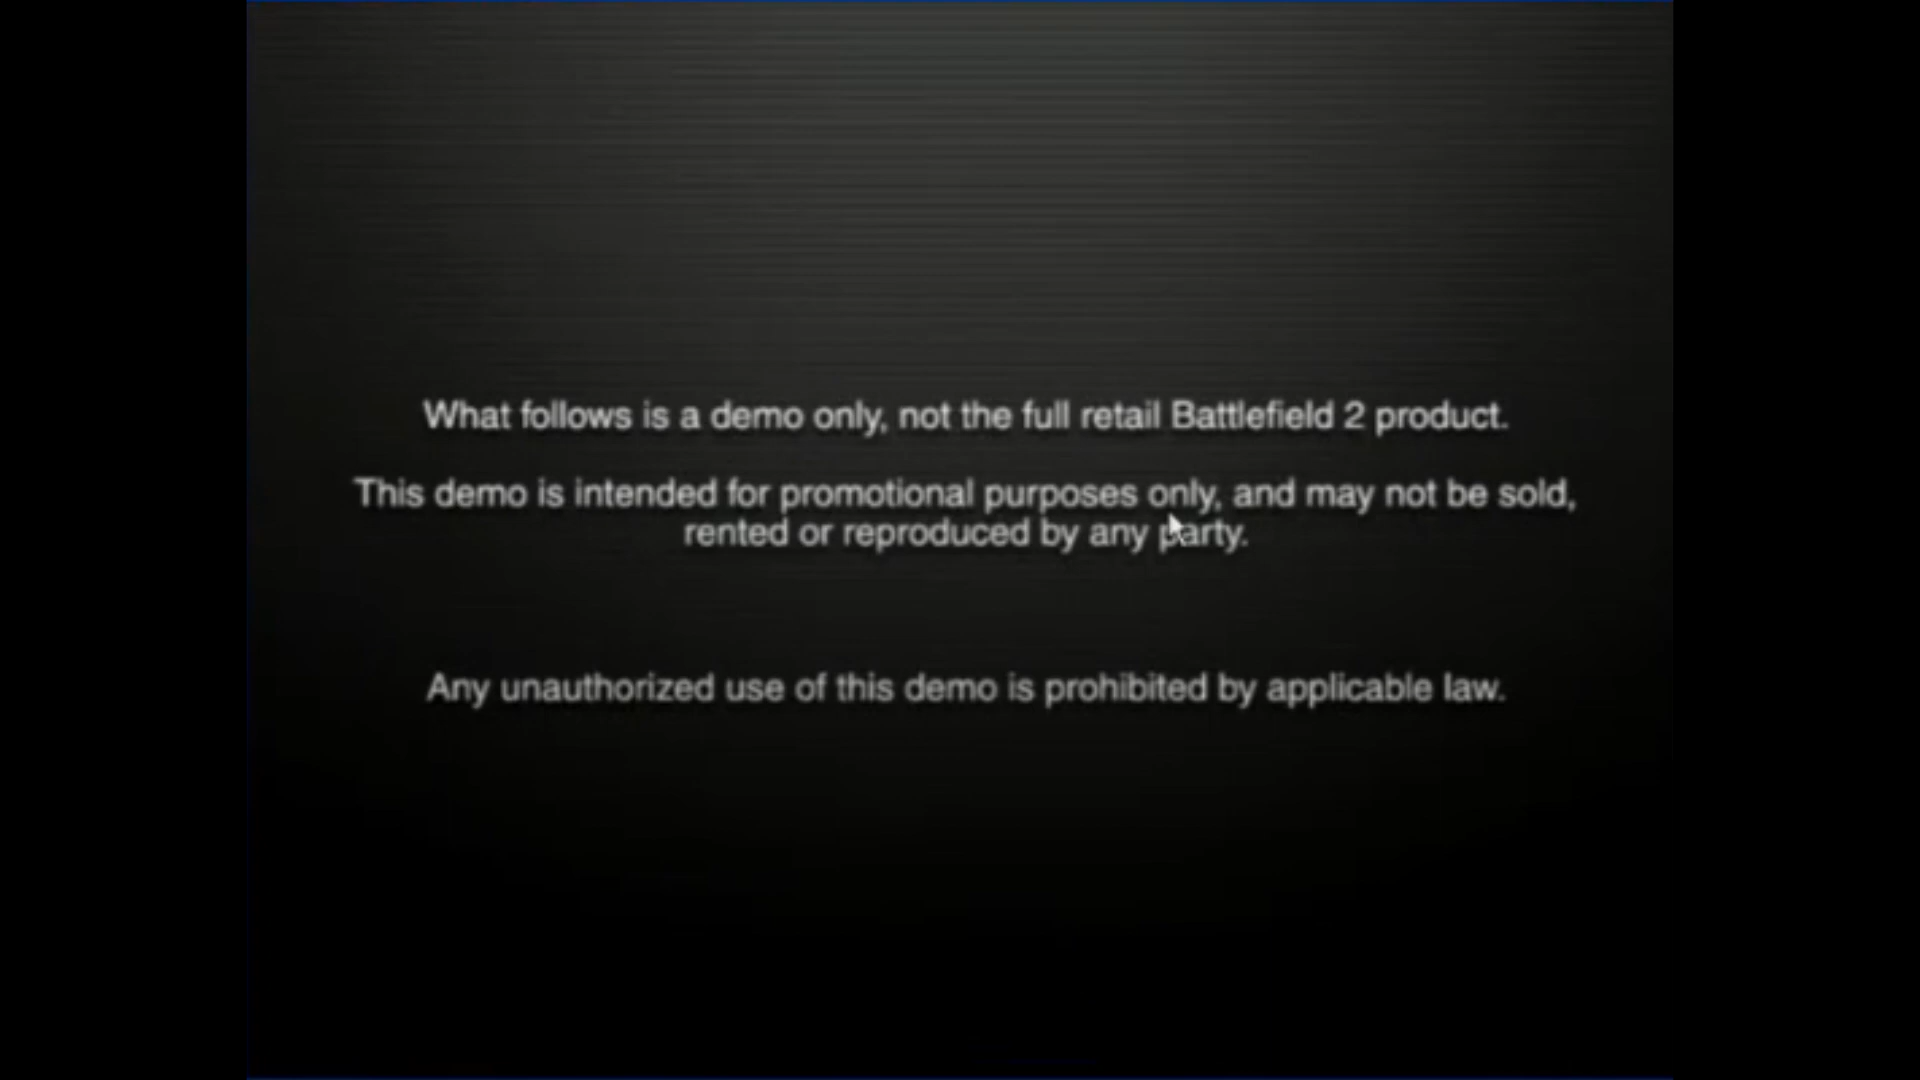 What follows is a demo only, not the full retail Battlefield 2 product.
This demo is intended for promotional purposes only, and may not be sold,
rented or reproduced by any party.
Any unauthorized use of this demo is prohibited by applicable law.